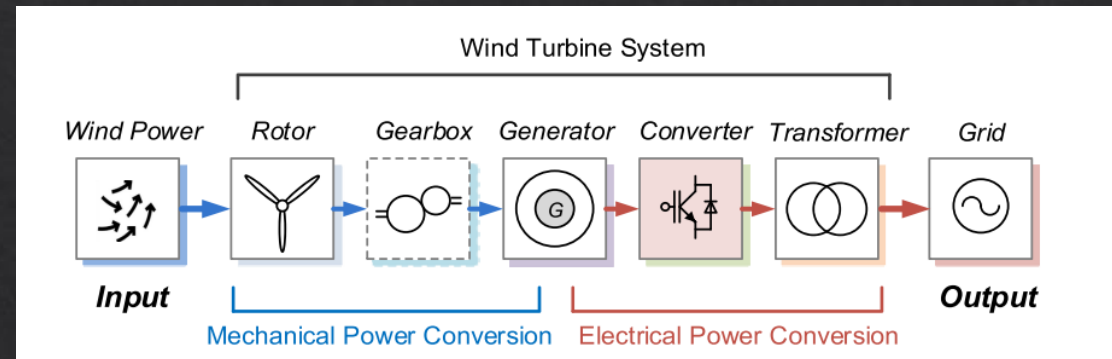 Wind Turbine System
Wind Power Rotor Gearbox Generator Converter Transformer Grid
G
Input Output
Mechanical Power Conversion Electrical Power Conversion